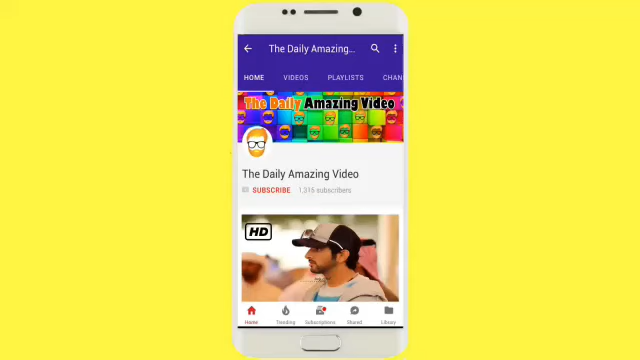 The Daily Amazing...
HOME VIDEOS PLAYLISTS CHAN
The Daily Amazing Video
The Daily Amazing Video
SUBSCRIBE 1,316 subscribers
HD
Home Trending Subscriptions Shared Library